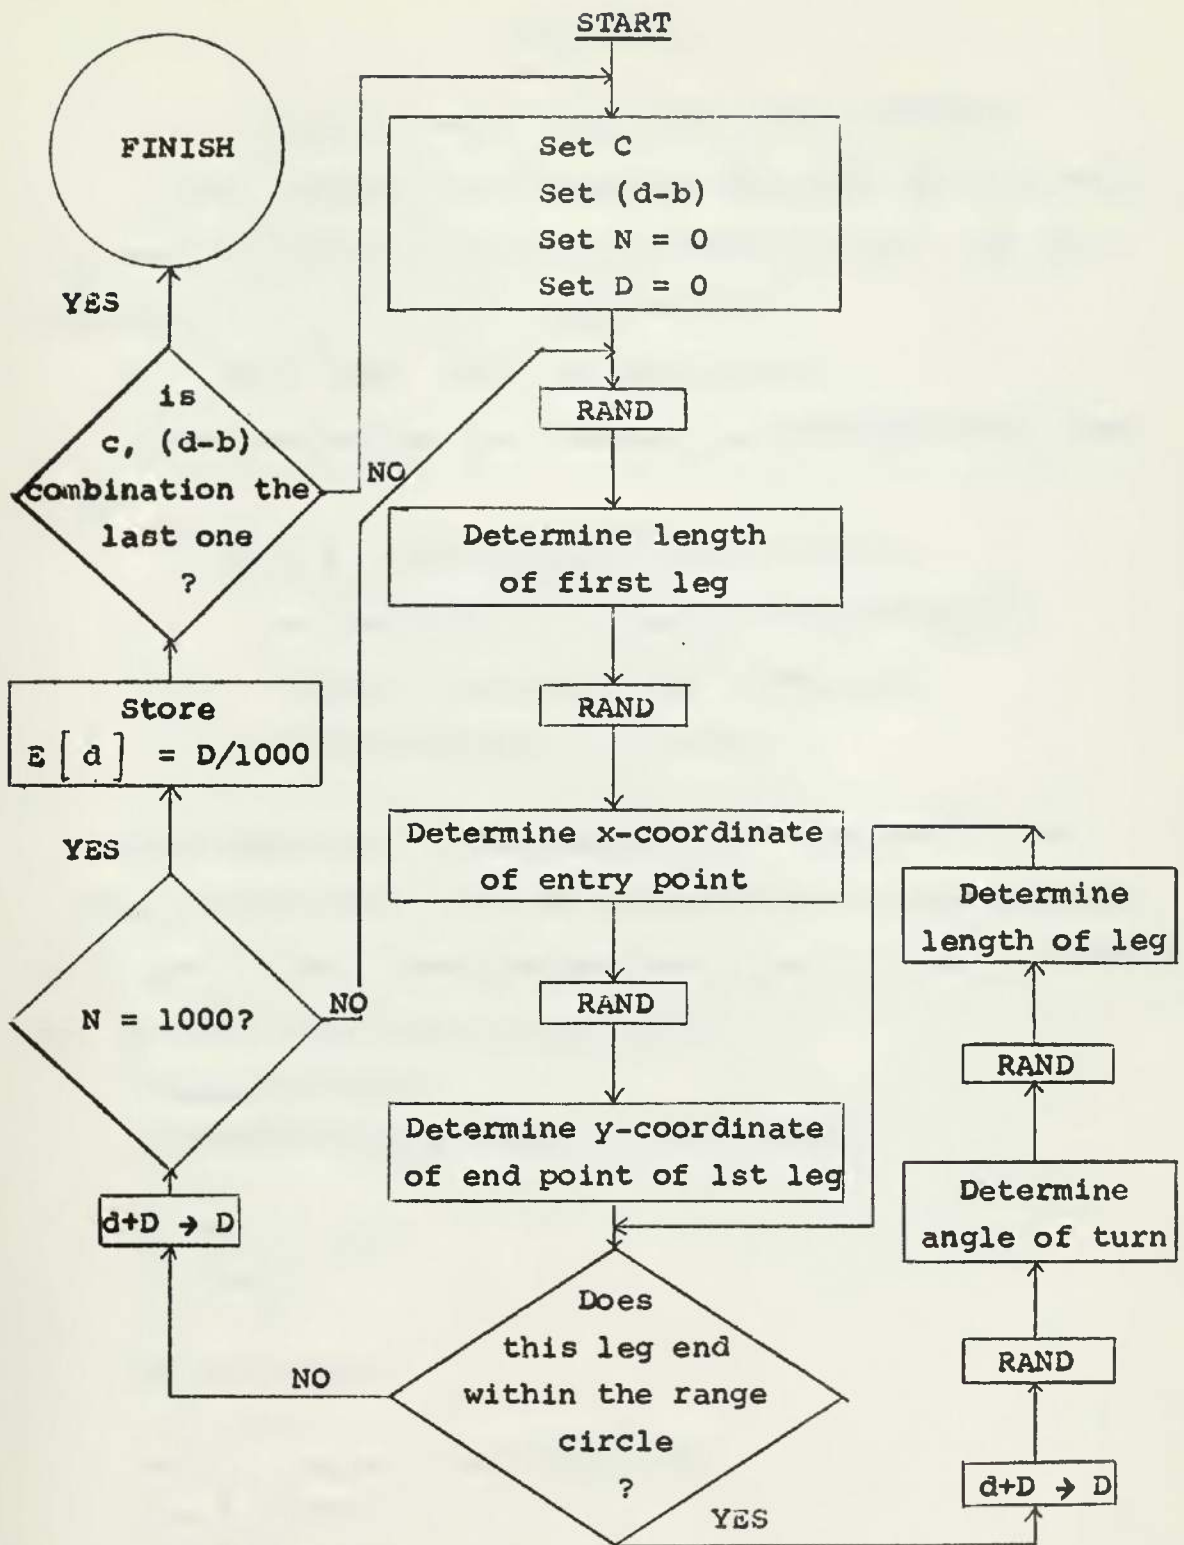 START
Set C
Set (d-b)
Set N = 0
Set D = 0
RAND
Determine length
of first leg
RAND
Determine x-coordinate
of entry point
RAND
Determine y-coordinate
of end point of 1st leg
Does
this leg end
within the range
circle
?
YES
d+D → D
RAND
Determine
angle of turn
RAND
Determine
length of leg
NO
d+D → D
N = 1000?
NO
YES
Store
E [ d ] = D/1000
is
c, (d-b)
combination the
last one
?
NO
YES
FINISH